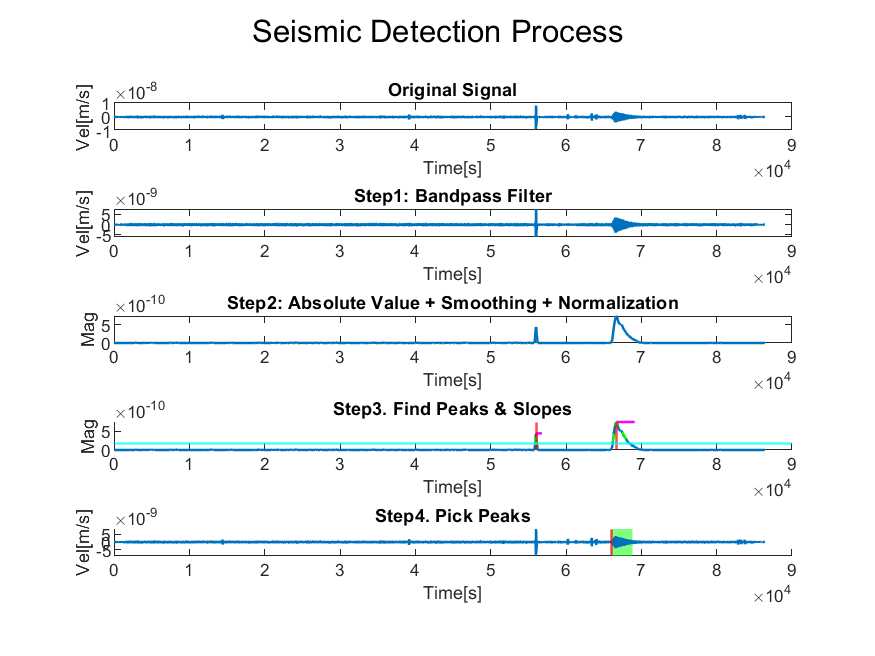 Seismic Detection Process
Original Signal
×10^-8
Vel[m/s]
1
0
-1
0 1 2 3 4 5 6 7 8 9
Time[s]
×10^4
Step1: Bandpass Filter
×10^-9
Vel[m/s]
5
0
-5
0 1 2 3 4 5 6 7 8 9
Time[s]
×10^4
Step2: Absolute Value + Smoothing + Normalization
×10^-10
Mag
5
0
0 1 2 3 4 5 6 7 8 9
Time[s]
×10^4
Step3. Find Peaks & Slopes
×10^-10
Mag
5
0
0 1 2 3 4 5 6 7 8 9
Time[s]
×10^4
Step4. Pick Peaks
×10^-9
Vel[m/s]
5
0
-5
0 1 2 3 4 5 6 7 8 9
Time[s]
×10^4